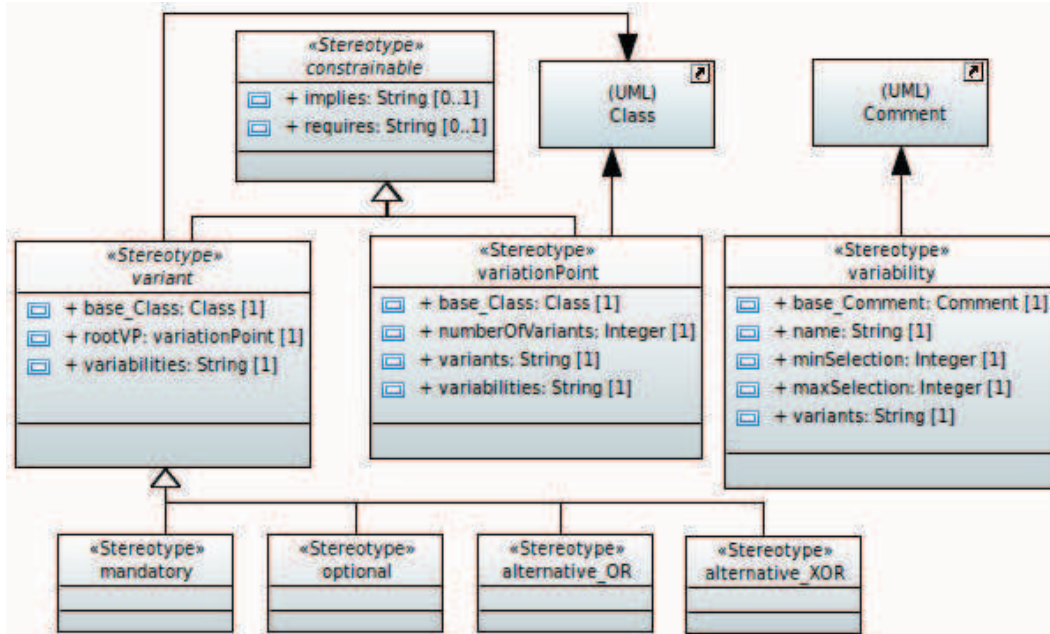 «Stereotype»
constrainable
+ implies: String [0..1]
+ requires: String [0..1]
(UML)
Class
(UML)
Comment
«Stereotype»
variant
+ base_Class: Class [1]
+ rootVP: variationPoint [1]
+ variabilities: String [1]
«Stereotype»
variationPoint
+ base_Class: Class [1]
+ numberOfVariants: Integer [1]
+ variants: String [1]
+ variabilities: String [1]
«Stereotype»
variability
+ base_Comment: Comment [1]
+ name: String [1]
+ minSelection: Integer [1]
+ maxSelection: Integer [1]
+ variants: String [1]
«Stereotype»
mandatory
«Stereotype»
optional
«Stereotype»
alternative_OR
«Stereotype»
alternative_XOR